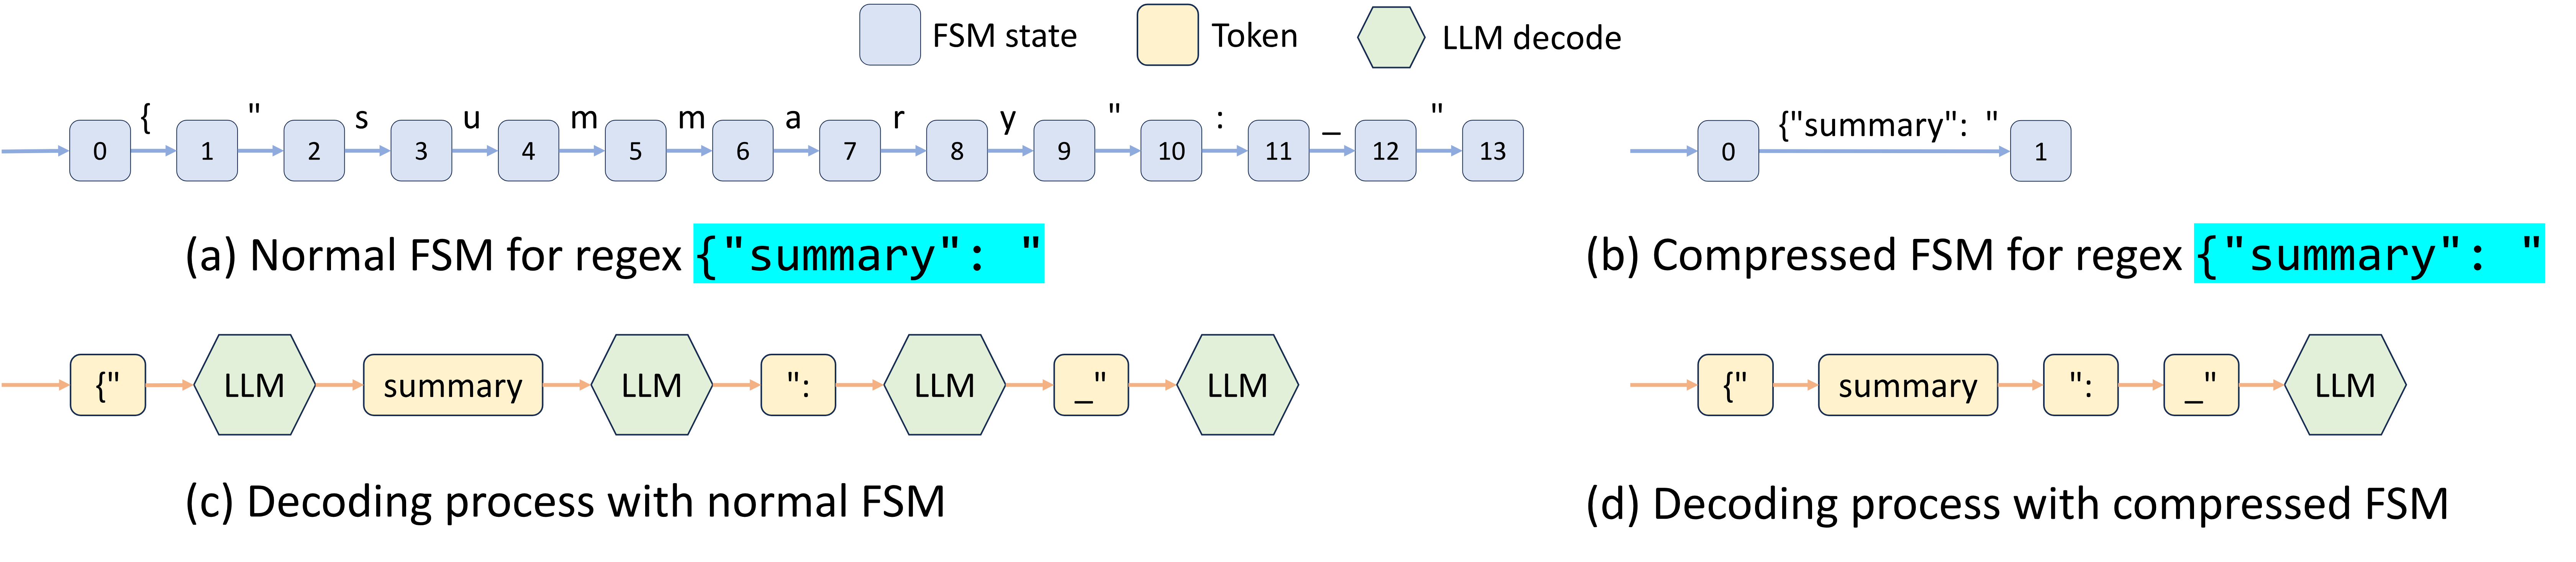 FSM state Token LLM decode
{ " s u m m a r y " : _ "
0 1 2 3 4 5 6 7 8 9 10 11 12 13
{"summary": "
0 1
(a) Normal FSM for regex {"summary": "
(b) Compressed FSM for regex {"summary": "
{" LLM summary LLM ": LLM _" LLM
{" summary ": _" LLM
(c) Decoding process with normal FSM
(d) Decoding process with compressed FSM